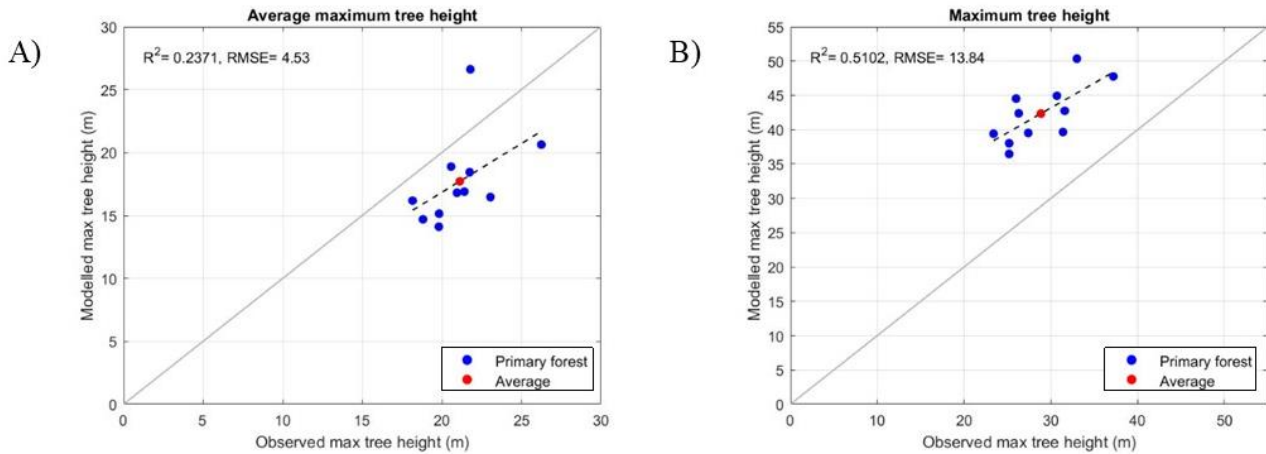 A)
Average maximum tree height
R²= 0.2371, RMSE= 4.53
30
25
20
15
10
5
0
Modelled max tree height (m)
Primary forest
Average
0 5 10 15 20 25 30
Observed max tree height (m)
B)
Maximum tree height
R²= 0.5102, RMSE= 13.84
55
50
45
40
35
30
25
20
15
10
5
0
Modelled max tree height (m)
Primary forest
Average
0 10 20 30 40 50
Observed max tree height (m)